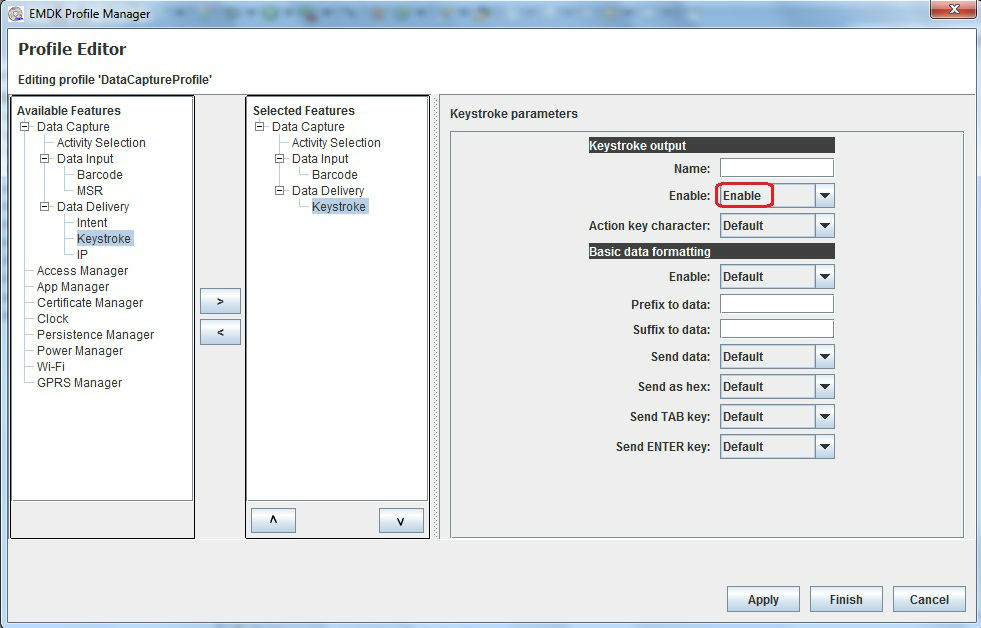 EMDK Profile Manager
X
Profile Editor
Editing profile 'DataCaptureProfile'
Available Features
Data Capture
Activity Selection
Data Input
Barcode
MSR
Data Delivery
Intent
Keystroke
IP
Access Manager
App Manager
Certificate Manager
Clock
Persistence Manager
Power Manager
Wi-Fi
GPRS Manager
>
<
Selected Features
Data Capture
Activity Selection
Data Input
Barcode
Data Delivery
Keystroke
Keystroke parameters
Keystroke output
Name:
Enable: Enable
Action key character: Default
Basic data formatting
Enable: Default
Prefix to data:
Suffix to data:
Send data: Default
Send as hex: Default
Send TAB key: Default
Send ENTER key: Default
Apply Finish Cancel